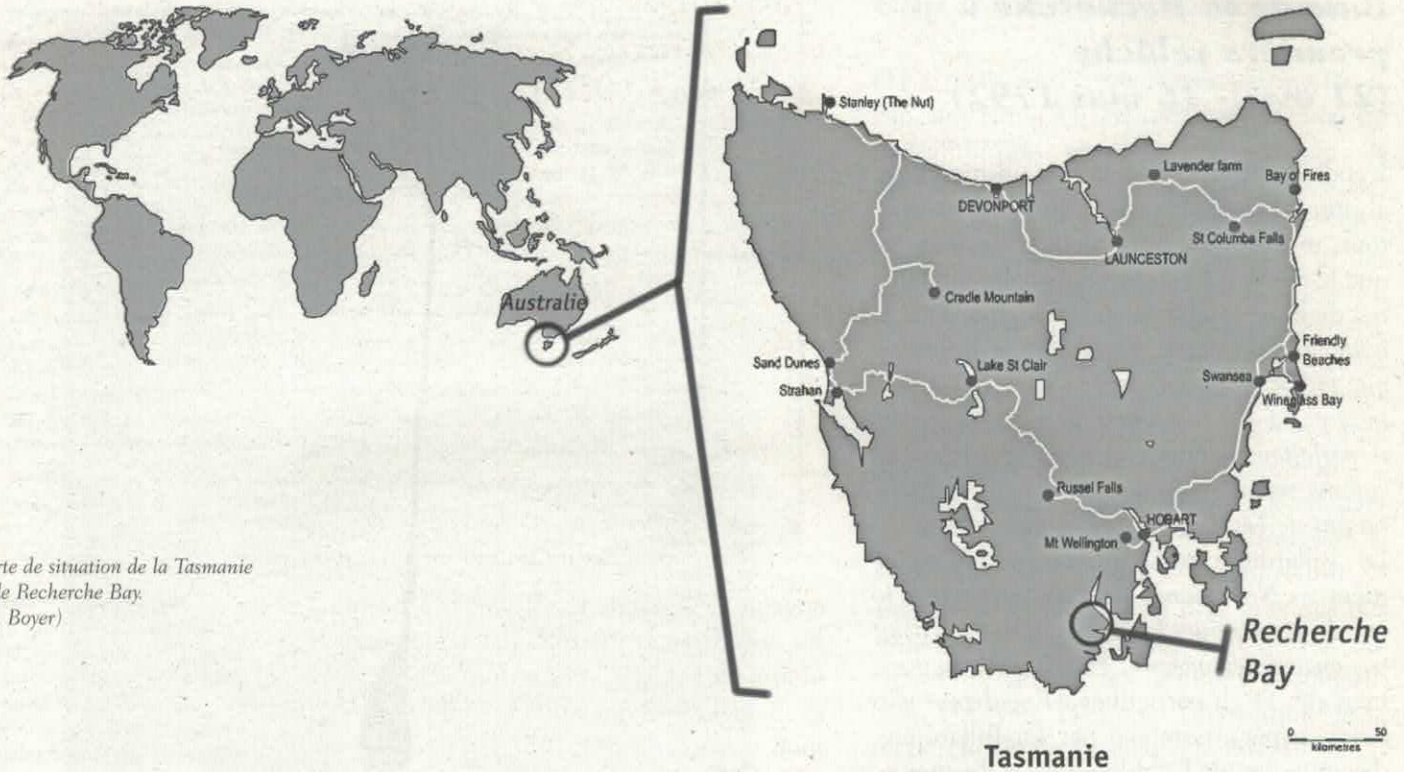 Australie
Stanley (The Nut)
Lavender farm
Bay of Fires
DEVONPORT
St Columba Falls
LAUNCESTON
Cradle Mountain
Friendly
Beaches
Sand Dunes
Lake St Clair
Swansea
Strahan
Wineglass Bay
Russel Falls
HOBART
Mt Wellington
rte de situation de la Tasmanie
de Recherche Bay.
Boyer)
Recherche
Bay
0 50
kilometres
Tasmanie